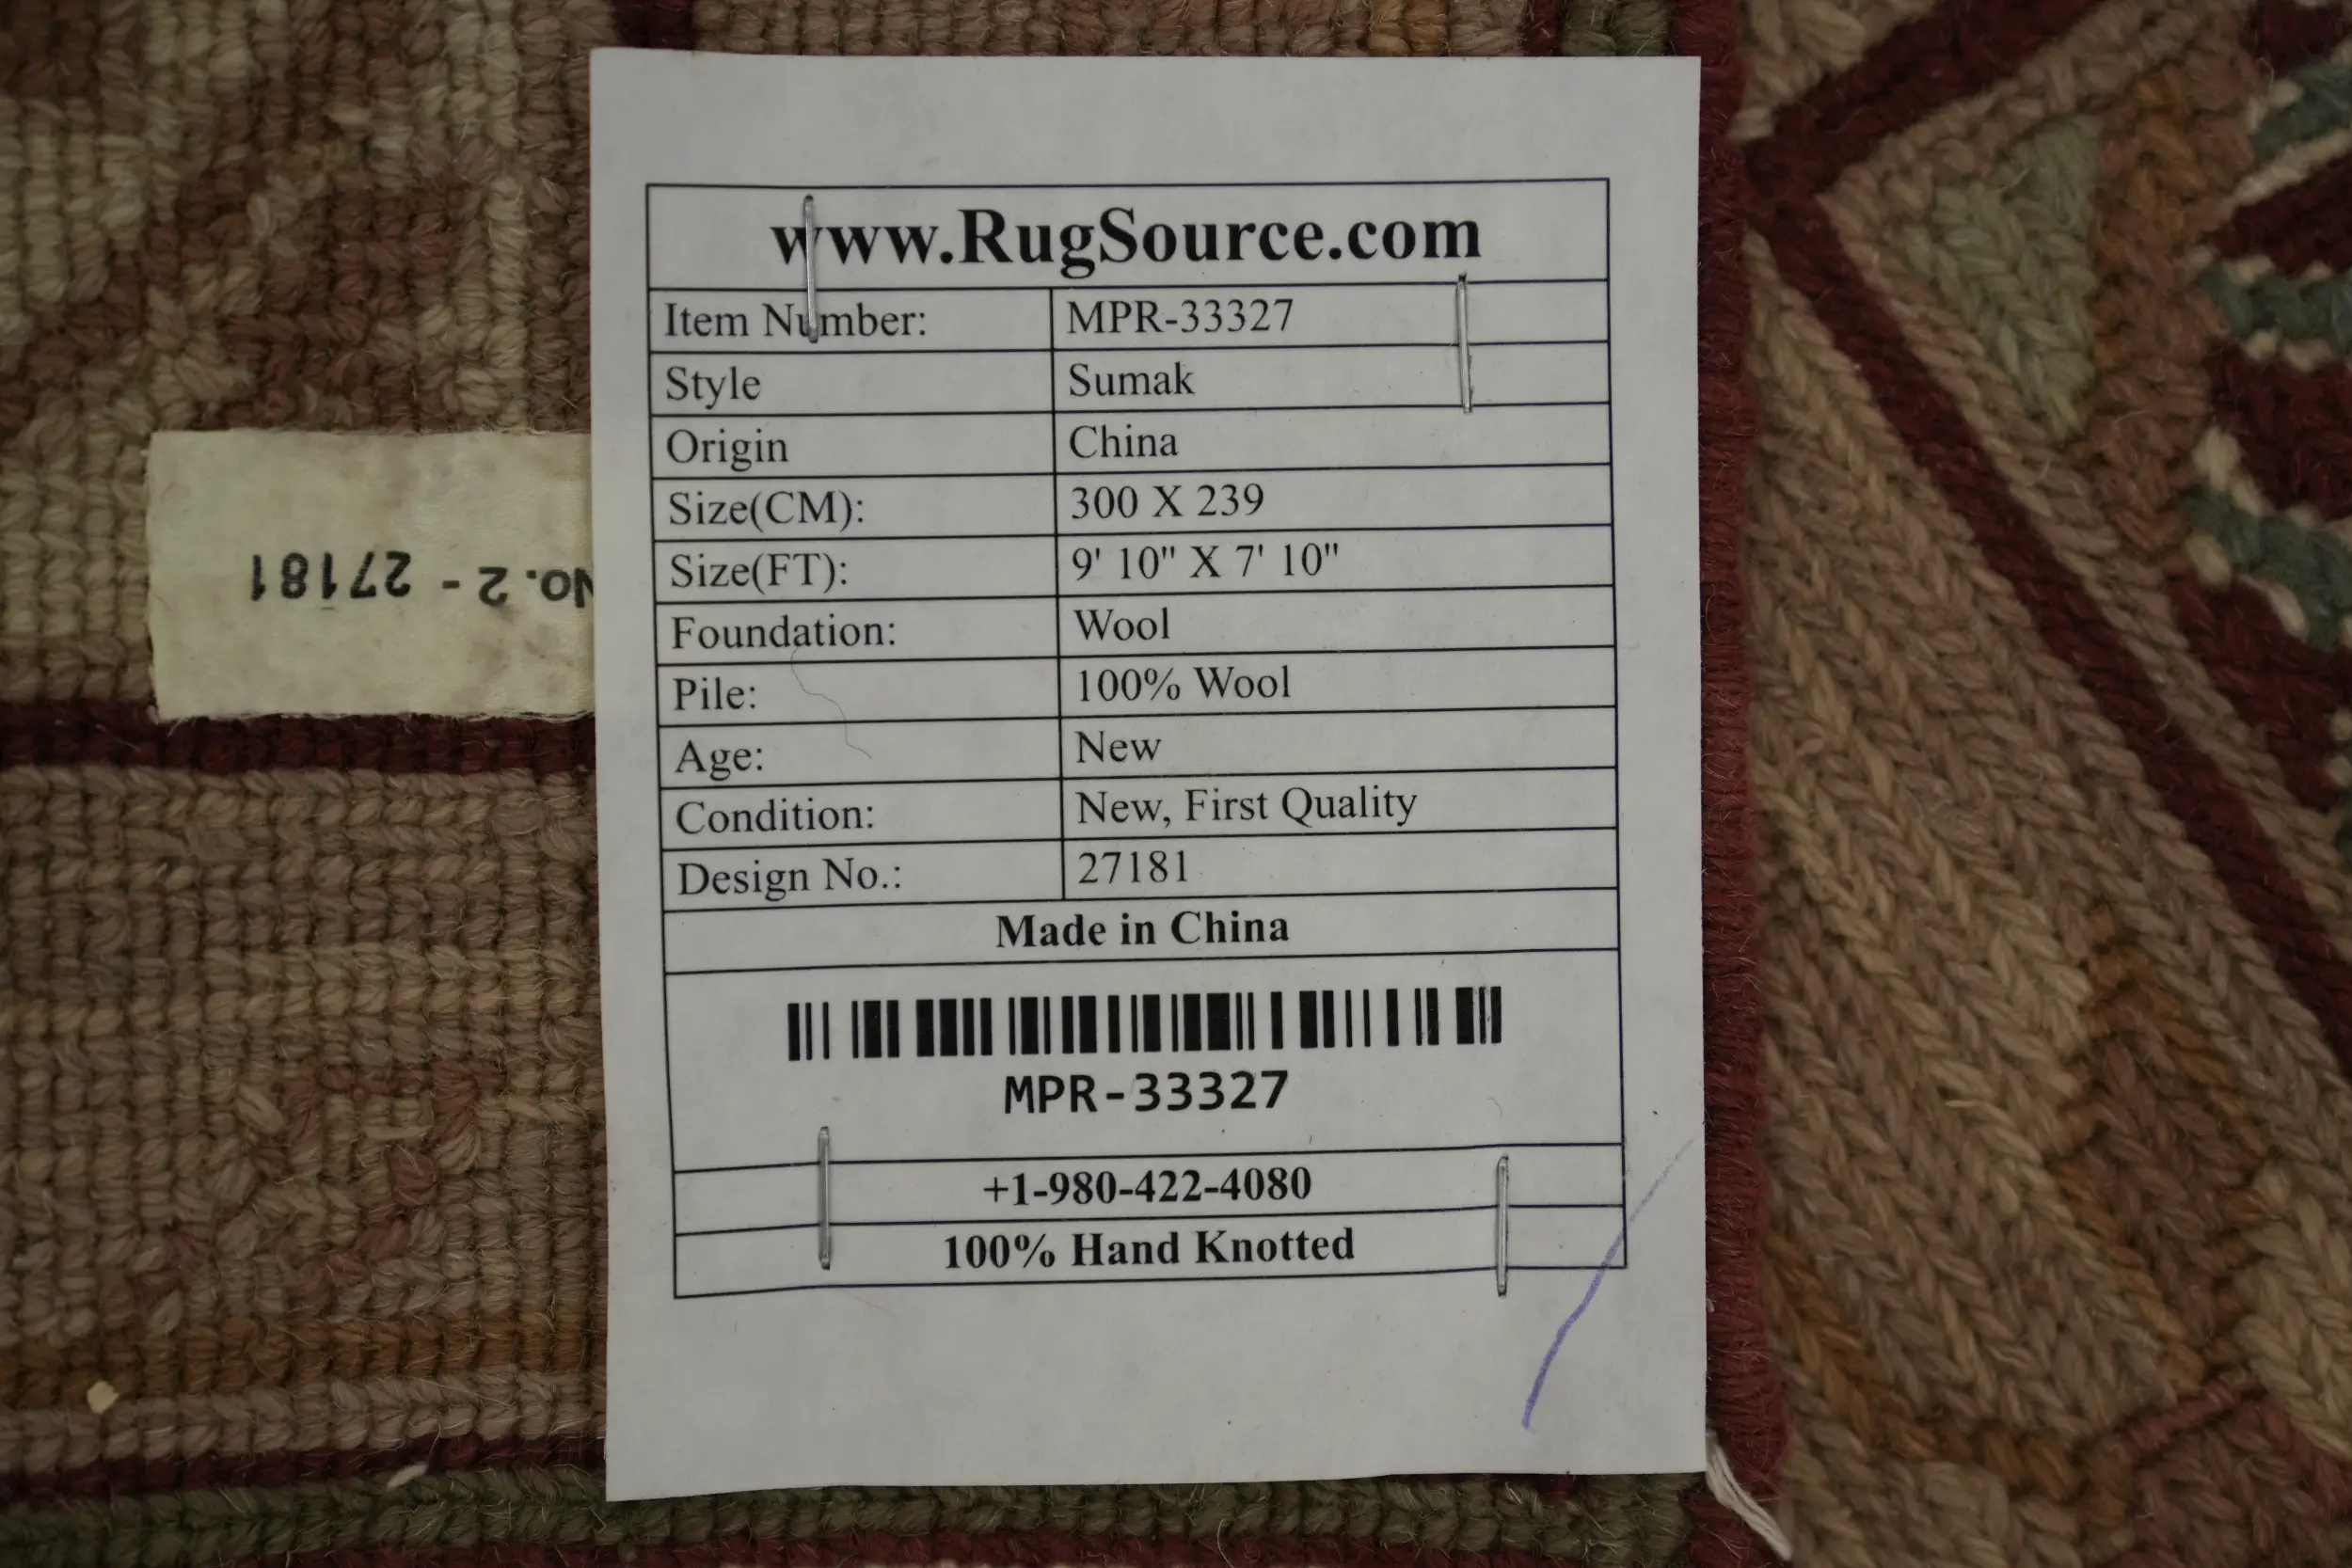 www.RugSource.com
Item Number: MPR-33327
Style Sumak
Origin China
Size(CM): 300 X 239
Size(FT): 9' 10" X 7' 10"
Foundation: Wool
Pile: 100% Wool
Age: New
Condition: New, First Quality
Design No.: 27181
Made in China
MPR-33327
+1-980-422-4080
100% Hand Knotted
No. 2 - 27181